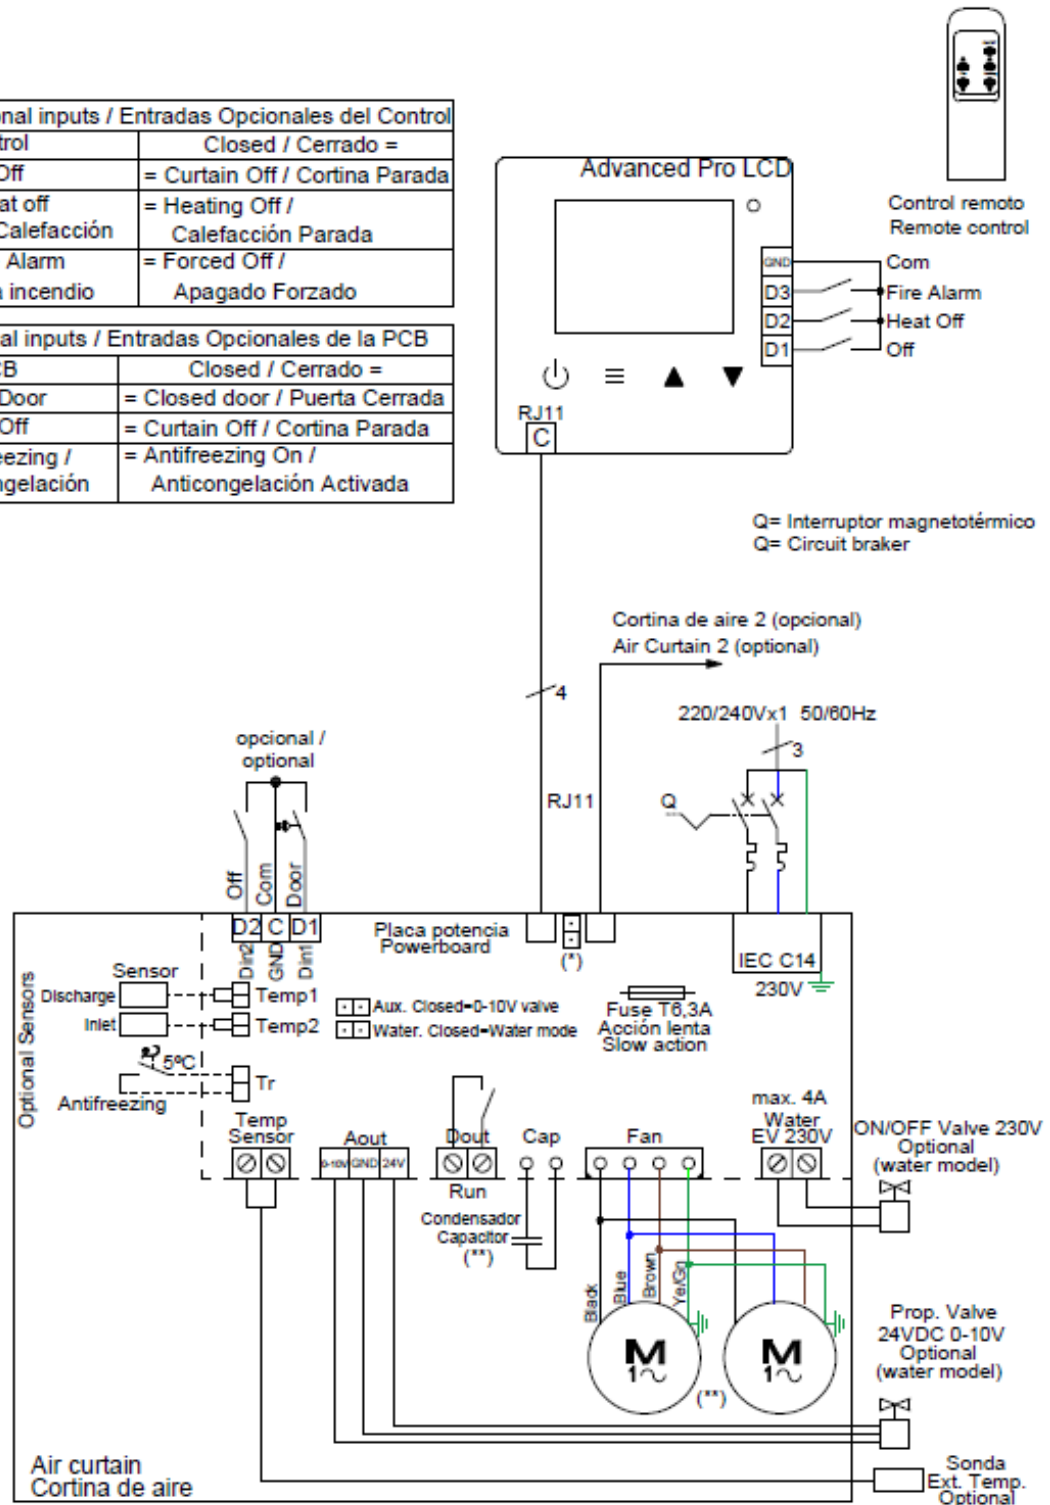 nal inputs / Entradas Opcionales del Control
trol
Closed / Cerrado =
Off
= Curtain Off / Cortina Parada
at off
= Heating Off /
Calefacción
Calefacción Parada
Alarm
= Forced Off /
incendio
Apagado Forzado
al inputs / Entradas Opcionales de la PCB
CB
Closed / Cerrado =
Door
= Closed door / Puerta Cerrada
Off
= Curtain Off / Cortina Parada
eezing /
= Antifreezing On /
ngelación
Anticongelación Activada
Advanced Pro LCD
GND
D3
D2
D1
RJ11
C
Control remoto
Remote control
Com
Fire Alarm
Heat Off
Off
Q= Interruptor magnetotérmico
Q= Circuit braker
Cortina de aire 2 (opcional)
Air Curtain 2 (optional)
4
220/240Vx1 50/60Hz
3
opcional /
optional
RJ11
Q
Off
Com
Door
D2 C D1
Din2
GND
Din1
Placa potencia
Powerboard
(*)
IEC C14
230V
Optional Sensors
Sensor
Discharge
Temp1
Inlet
Temp2
5ºC
Tr
Antifreezing
Aux. Closed=0-10V valve
Water. Closed=Water mode
Fuse T6,3A
Acción lenta
Slow action
Temp
Sensor
Aout
0-10V GND 24V
Dout
Run
Cap
Condensador
Capacitor
(**)
Fan
max. 4A
Water
EV 230V
ON/OFF Valve 230V
Optional
(water model)
Black
Blue
Brown
Ye/Gn
M
1
M
1
(**)
Prop. Valve
24VDC 0-10V
Optional
(water model)
Air curtain
Cortina de aire
Sonda
Ext. Temp.
Optional